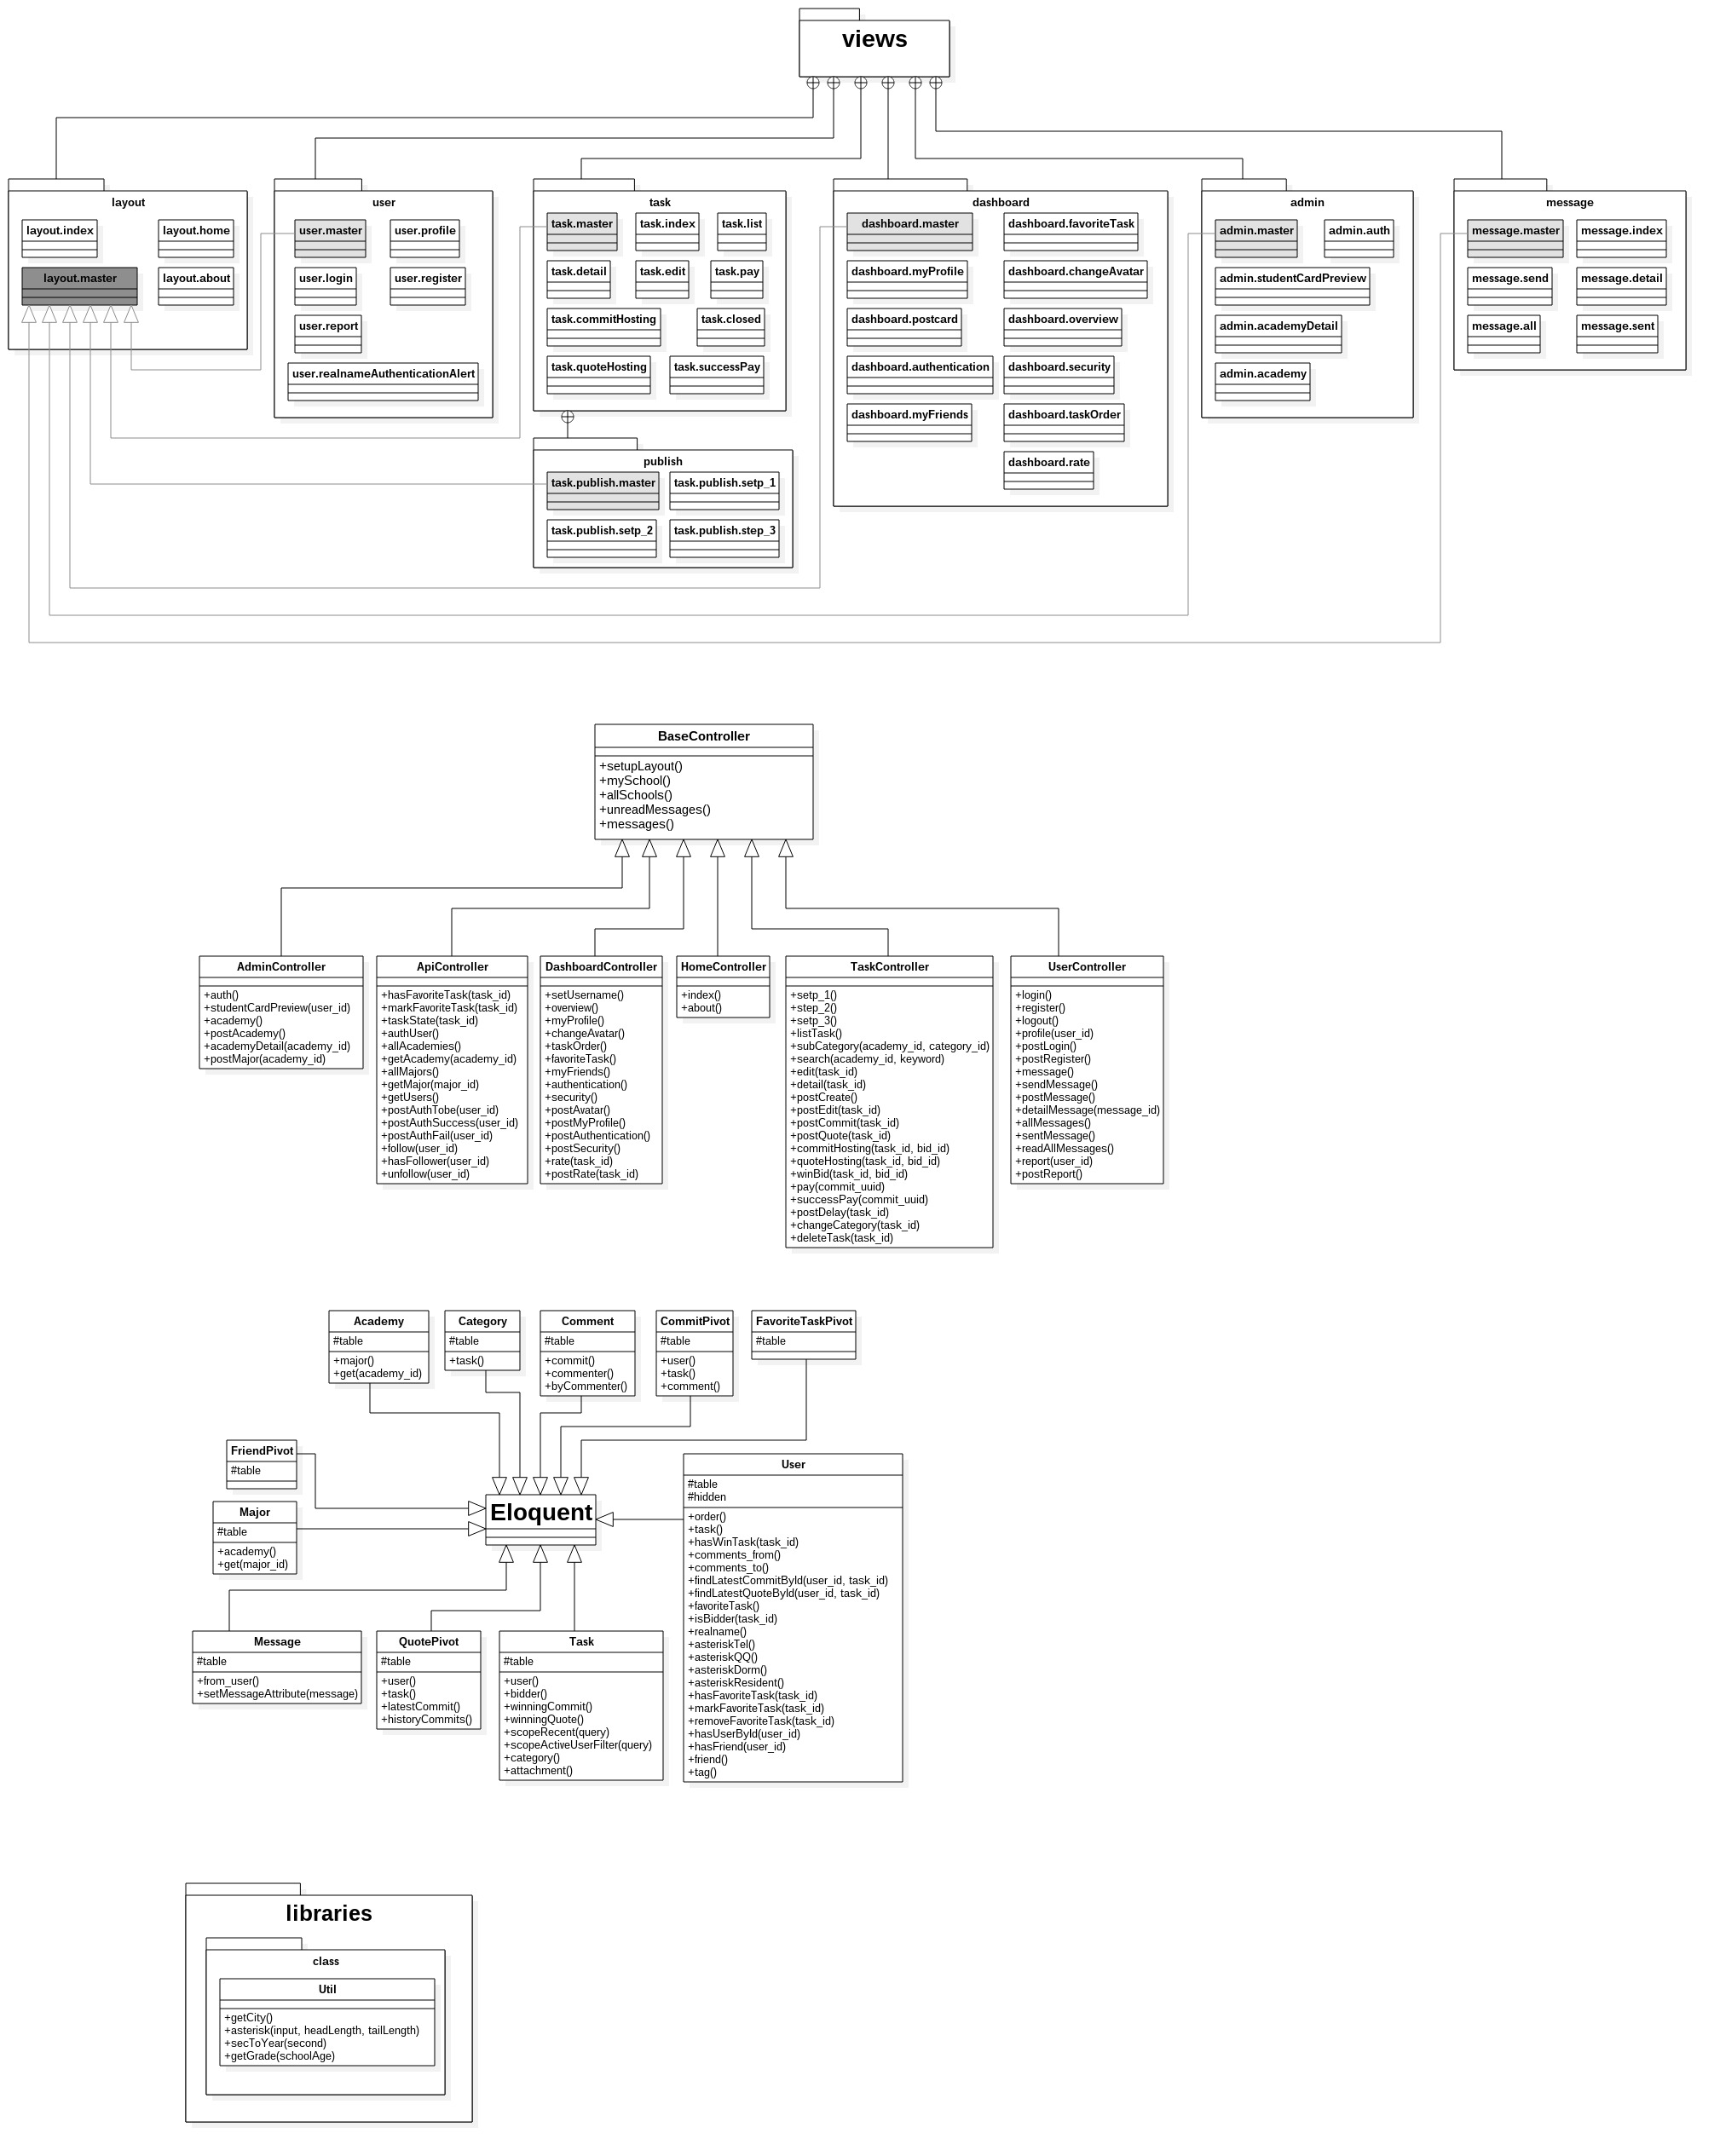 views
layout
layout.index
layout.home
layout.master
layout.about
user
user.master
user.profile
user.login
user.register
user.report
user.realnameAuthenticationAlert
task
task.master
task.index
task.list
task.detail
task.edit
task.pay
task.commitHosting
task.closed
task.quoteHosting
task.successPay
publish
task.publish.master
task.publish.setp_1
task.publish.setp_2
task.publish.step_3
dashboard
dashboard.master
dashboard.favoriteTask
dashboard.myProfile
dashboard.changeAvatar
dashboard.postcard
dashboard.overview
dashboard.authentication
dashboard.security
dashboard.myFriends
dashboard.taskOrder
dashboard.rate
admin
admin.master
admin.auth
admin.studentCardPreview
admin.academyDetail
admin.academy
message
message.master
message.index
message.send
message.detail
message.all
message.sent
BaseController
+setupLayout()
+mySchool()
+allSchools()
+unreadMessages()
+messages()
AdminController
+auth()
+studentCardPreview(user_id)
+academy()
+postAcademy()
+academyDetail(academy_id)
+postMajor(academy_id)
ApiController
+hasFavoriteTask(task_id)
+markFavoriteTask(task_id)
+taskState(task_id)
+authUser()
+allAcademies()
+getAcademy(academy_id)
+allMajors()
+getMajor(major_id)
+getUsers()
+postAuthTobe(user_id)
+postAuthSuccess(user_id)
+postAuthFail(user_id)
+follow(user_id)
+hasFollower(user_id)
+unfollow(user_id)
DashboardController
+setUsername()
+overview()
+myProfile()
+changeAvatar()
+taskOrder()
+favoriteTask()
+myFriends()
+authentication()
+security()
+postAvatar()
+postMyProfile()
+postAuthentication()
+postSecurity()
+rate(task_id)
+postRate(task_id)
HomeController
+index()
+about()
TaskController
+setp_1()
+step_2()
+setp_3()
+listTask()
+subCategory(academy_id, category_id)
+search(academy_id, keyword)
+edit(task_id)
+detail(task_id)
+postCreate()
+postEdit(task_id)
+postCommit(task_id)
+postQuote(task_id)
+commitHosting(task_id, bid_id)
+quoteHosting(task_id, bid_id)
+winBid(task_id, bid_id)
+pay(commit_uuid)
+successPay(commit_uuid)
+postDelay(task_id)
+changeCategory(task_id)
+deleteTask(task_id)
UserController
+login()
+register()
+logout()
+profile(user_id)
+postLogin()
+postRegister()
+message()
+sendMessage()
+postMessage()
+detailMessage(message_id)
+allMessages()
+sentMessage()
+readAllMessages()
+report(user_id)
+postReport()
Academy
#table
+major()
+get(academy_id)
Category
#table
+task()
Comment
#table
+commit()
+commenter()
+byCommenter()
CommitPivot
#table
+user()
+task()
+comment()
FavoriteTaskPivot
#table
FriendPivot
#table
Major
#table
+academy()
+get(major_id)
Eloquent
User
#table
#hidden
+order()
+task()
+hasWinTask(task_id)
+comments_from()
+comments_to()
+findLatestCommitById(user_id, task_id)
+findLatestQuoteById(user_id, task_id)
+favoriteTask()
+isBidder(task_id)
+realname()
+asteriskTel()
+asteriskQQ()
+asteriskDorm()
+asteriskResident()
+hasFavoriteTask(task_id)
+markFavoriteTask(task_id)
+removeFavoriteTask(task_id)
+hasUserById(user_id)
+hasFriend(user_id)
+friend()
+tag()
Message
#table
+from_user()
+setMessageAttribute(message)
QuotePivot
#table
+user()
+task()
+latestCommit()
+historyCommits()
Task
#table
+user()
+bidder()
+winningCommit()
+winningQuote()
+scopeRecent(query)
+scopeActiveUserFilter(query)
+category()
+attachment()
libraries
class
Util
+getCity()
+asterisk(input, headLength, tailLength)
+secToYear(second)
+getGrade(schoolAge)